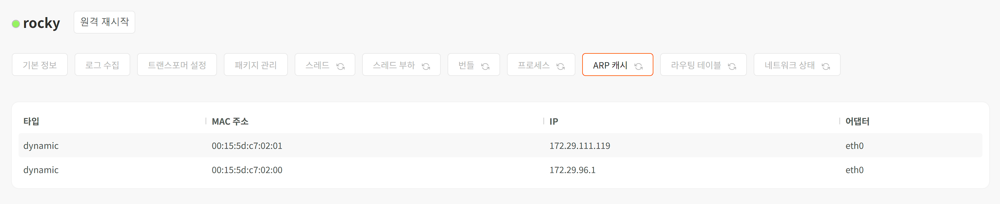 rocky 원격 재시작
기본 정보 로그 수집 트랜스포머 설정 패키지 관리 스레드 스레드 부하 번들 프로세스 ARP 캐시 라우팅 테이블 네트워크 상태
타입 MAC 주소 IP 어댑터
dynamic 00:15:5d:c7:02:01 172.29.111.119 eth0
dynamic 00:15:5d:c7:02:00 172.29.96.1 eth0